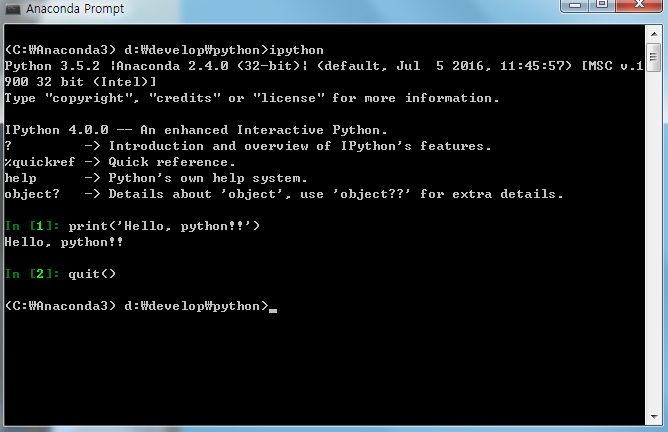 Anaconda Prompt
(C:₩Anaconda3) d:₩develop₩python>ipython
Python 3.5.2 |Anaconda 2.4.0 (32-bit)| (default, Jul  5 2016, 11:45:57) [MSC v.1
900 32 bit (Intel)]
Type "copyright", "credits" or "license" for more information.
IPython 4.0.0 -- An enhanced Interactive Python.
?         -> Introduction and overview of IPython's features.
%quickref -> Quick reference.
help      -> Python's own help system.
object?   -> Details about 'object', use 'object??' for extra details.
In [1]: print('Hello, python!!')
Hello, python!!
In [2]: quit()
(C:₩Anaconda3) d:₩develop₩python>